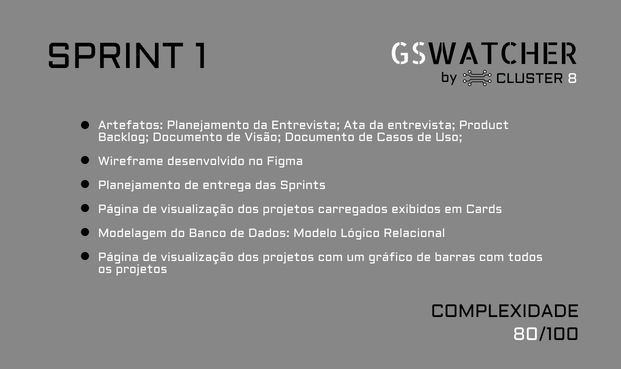 SPRINT 1
GSWATCHER
by CLUSTER 8
Artefatos: Planejamento da Entrevista; Ata da entrevista; Product
Backlog; Documento de Visão; Documento de Casos de Uso;
Wireframe desenvolvido no Figma
Planejamento de entrega das Sprints
Página de visualização dos projetos carregados exibidos em Cards
Modelagem do Banco de Dados: Modelo Lógico Relacional
Página de visualização dos projetos com um gráfico de barras com todos
os projetos
COMPLEXIDADE
80/100